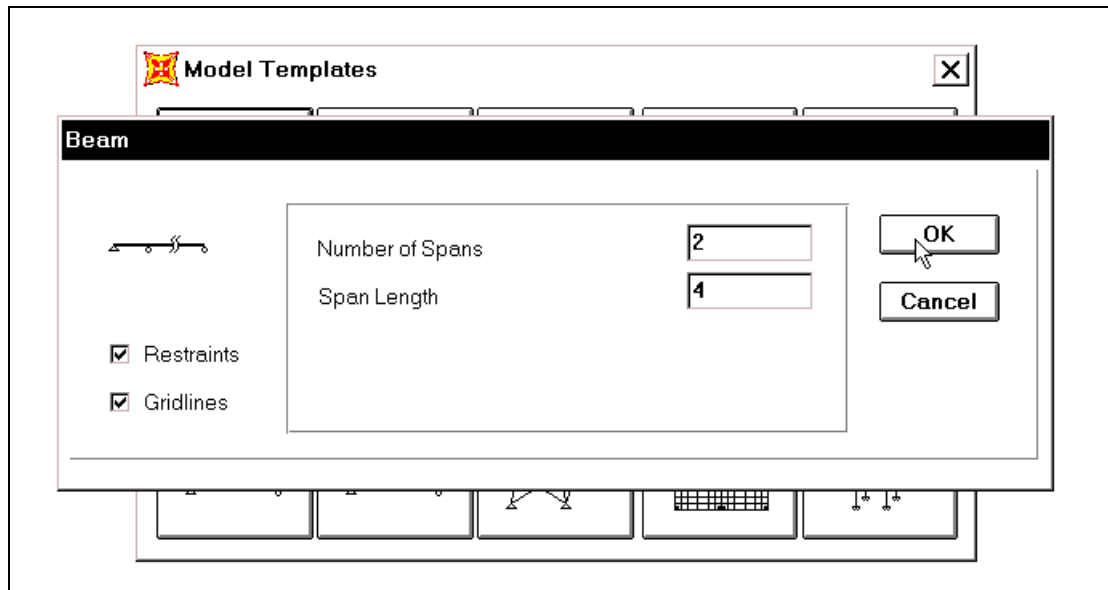 Model Templates
Beam
Number of Spans 2
Span Length 4
OK
Cancel
Restraints
Gridlines